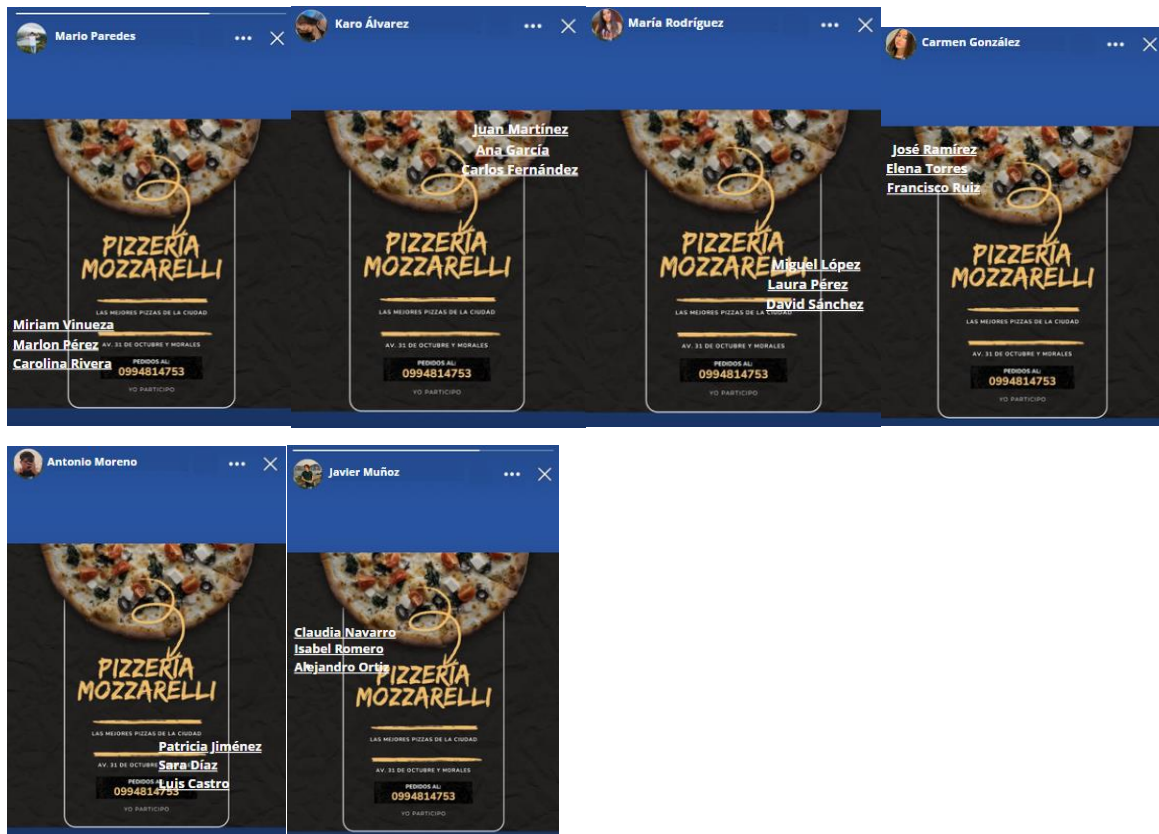 Mario Paredes
PIZZERÍA
MOZZARELLI
LAS MEJORES PIZZAS DE LA CIUDAD
Miriam Vinueza
AV. 31 DE OCTUBRE Y MORALES
Marlon Pérez
PEDIDOS AL:
Carolina Rivera
0994814753
YO PARTICIPO
Karo Álvarez
Juan Martínez
Ana García
Carlos Fernández
PIZZERÍA
MOZZARELLI
LAS MEJORES PIZZAS DE LA CIUDAD
AV. 31 DE OCTUBRE Y MORALES
PEDIDOS AL:
0994814753
YO PARTICIPO
María Rodríguez
PIZZERÍA
MOZZARELLI
Miguel López
Laura Pérez
David Sánchez
LAS MEJORES PIZZAS DE LA CIUDAD
AV. 31 DE OCTUBRE Y MORALES
PEDIDOS AL:
0994814753
YO PARTICIPO
Carmen González
José Ramírez
Elena Torres
Francisco Ruiz
PIZZERÍA
MOZZARELLI
LAS MEJORES PIZZAS DE LA CIUDAD
AV. 31 DE OCTUBRE Y MORALES
PEDIDOS AL:
0994814753
YO PARTICIPO
Antonio Moreno
PIZZERÍA
MOZZARELLI
LAS MEJORES PIZZAS DE LA CIUDAD
Patricia Jiménez
AV. 31 DE OCTUBRE
Sara Díaz
PEDIDOS AL:
Luis Castro
0994814753
YO PARTICIPO
Javier Muñoz
Claudia Navarro
Isabel Romero
Alejandro Ortiz
PIZZERÍA
MOZZARELLI
LAS MEJORES PIZZAS DE LA CIUDAD
AV. 31 DE OCTUBRE Y MORALES
PEDIDOS AL:
0994814753
YO PARTICIPO